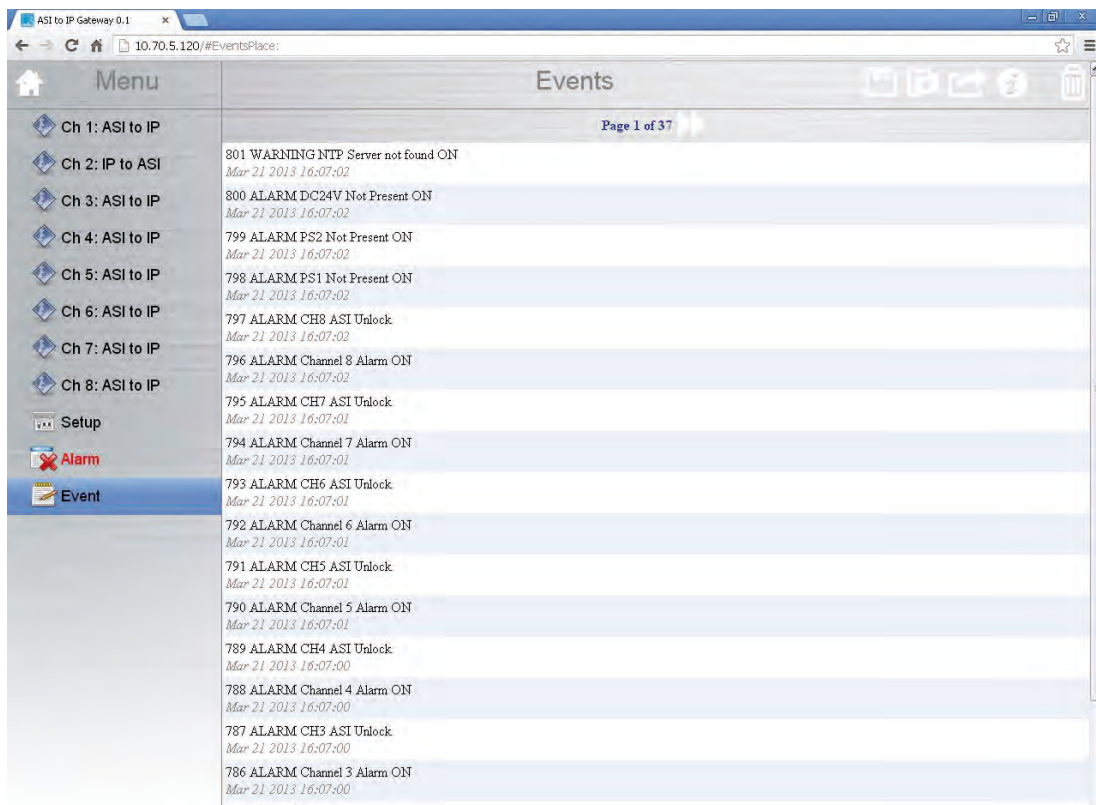 ASI to IP Gateway 0.1
10.70.5.120/#EventsPlace:
Menu
Events
Page 1 of 37
Ch 1: ASI to IP
Ch 2: IP to ASI
Ch 3: ASI to IP
Ch 4: ASI to IP
Ch 5: ASI to IP
Ch 6: ASI to IP
Ch 7: ASI to IP
Ch 8: ASI to IP
Setup
Alarm
Event
801 WARNING NTP Server not found ON
Mar 21 2013 16:07:02
800 ALARM DC24V Not Present ON
Mar 21 2013 16:07:02
799 ALARM PS2 Not Present ON
Mar 21 2013 16:07:02
798 ALARM PS1 Not Present ON
Mar 21 2013 16:07:02
797 ALARM CH8 ASI Unlock
Mar 21 2013 16:07:02
796 ALARM Channel 8 Alarm ON
Mar 21 2013 16:07:02
795 ALARM CH7 ASI Unlock
Mar 21 2013 16:07:01
794 ALARM Channel 7 Alarm ON
Mar 21 2013 16:07:01
793 ALARM CH6 ASI Unlock
Mar 21 2013 16:07:01
792 ALARM Channel 6 Alarm ON
Mar 21 2013 16:07:01
791 ALARM CH5 ASI Unlock
Mar 21 2013 16:07:01
790 ALARM Channel 5 Alarm ON
Mar 21 2013 16:07:01
789 ALARM CH4 ASI Unlock
Mar 21 2013 16:07:00
788 ALARM Channel 4 Alarm ON
Mar 21 2013 16:07:00
787 ALARM CH3 ASI Unlock
Mar 21 2013 16:07:00
786 ALARM Channel 3 Alarm ON
Mar 21 2013 16:07:00